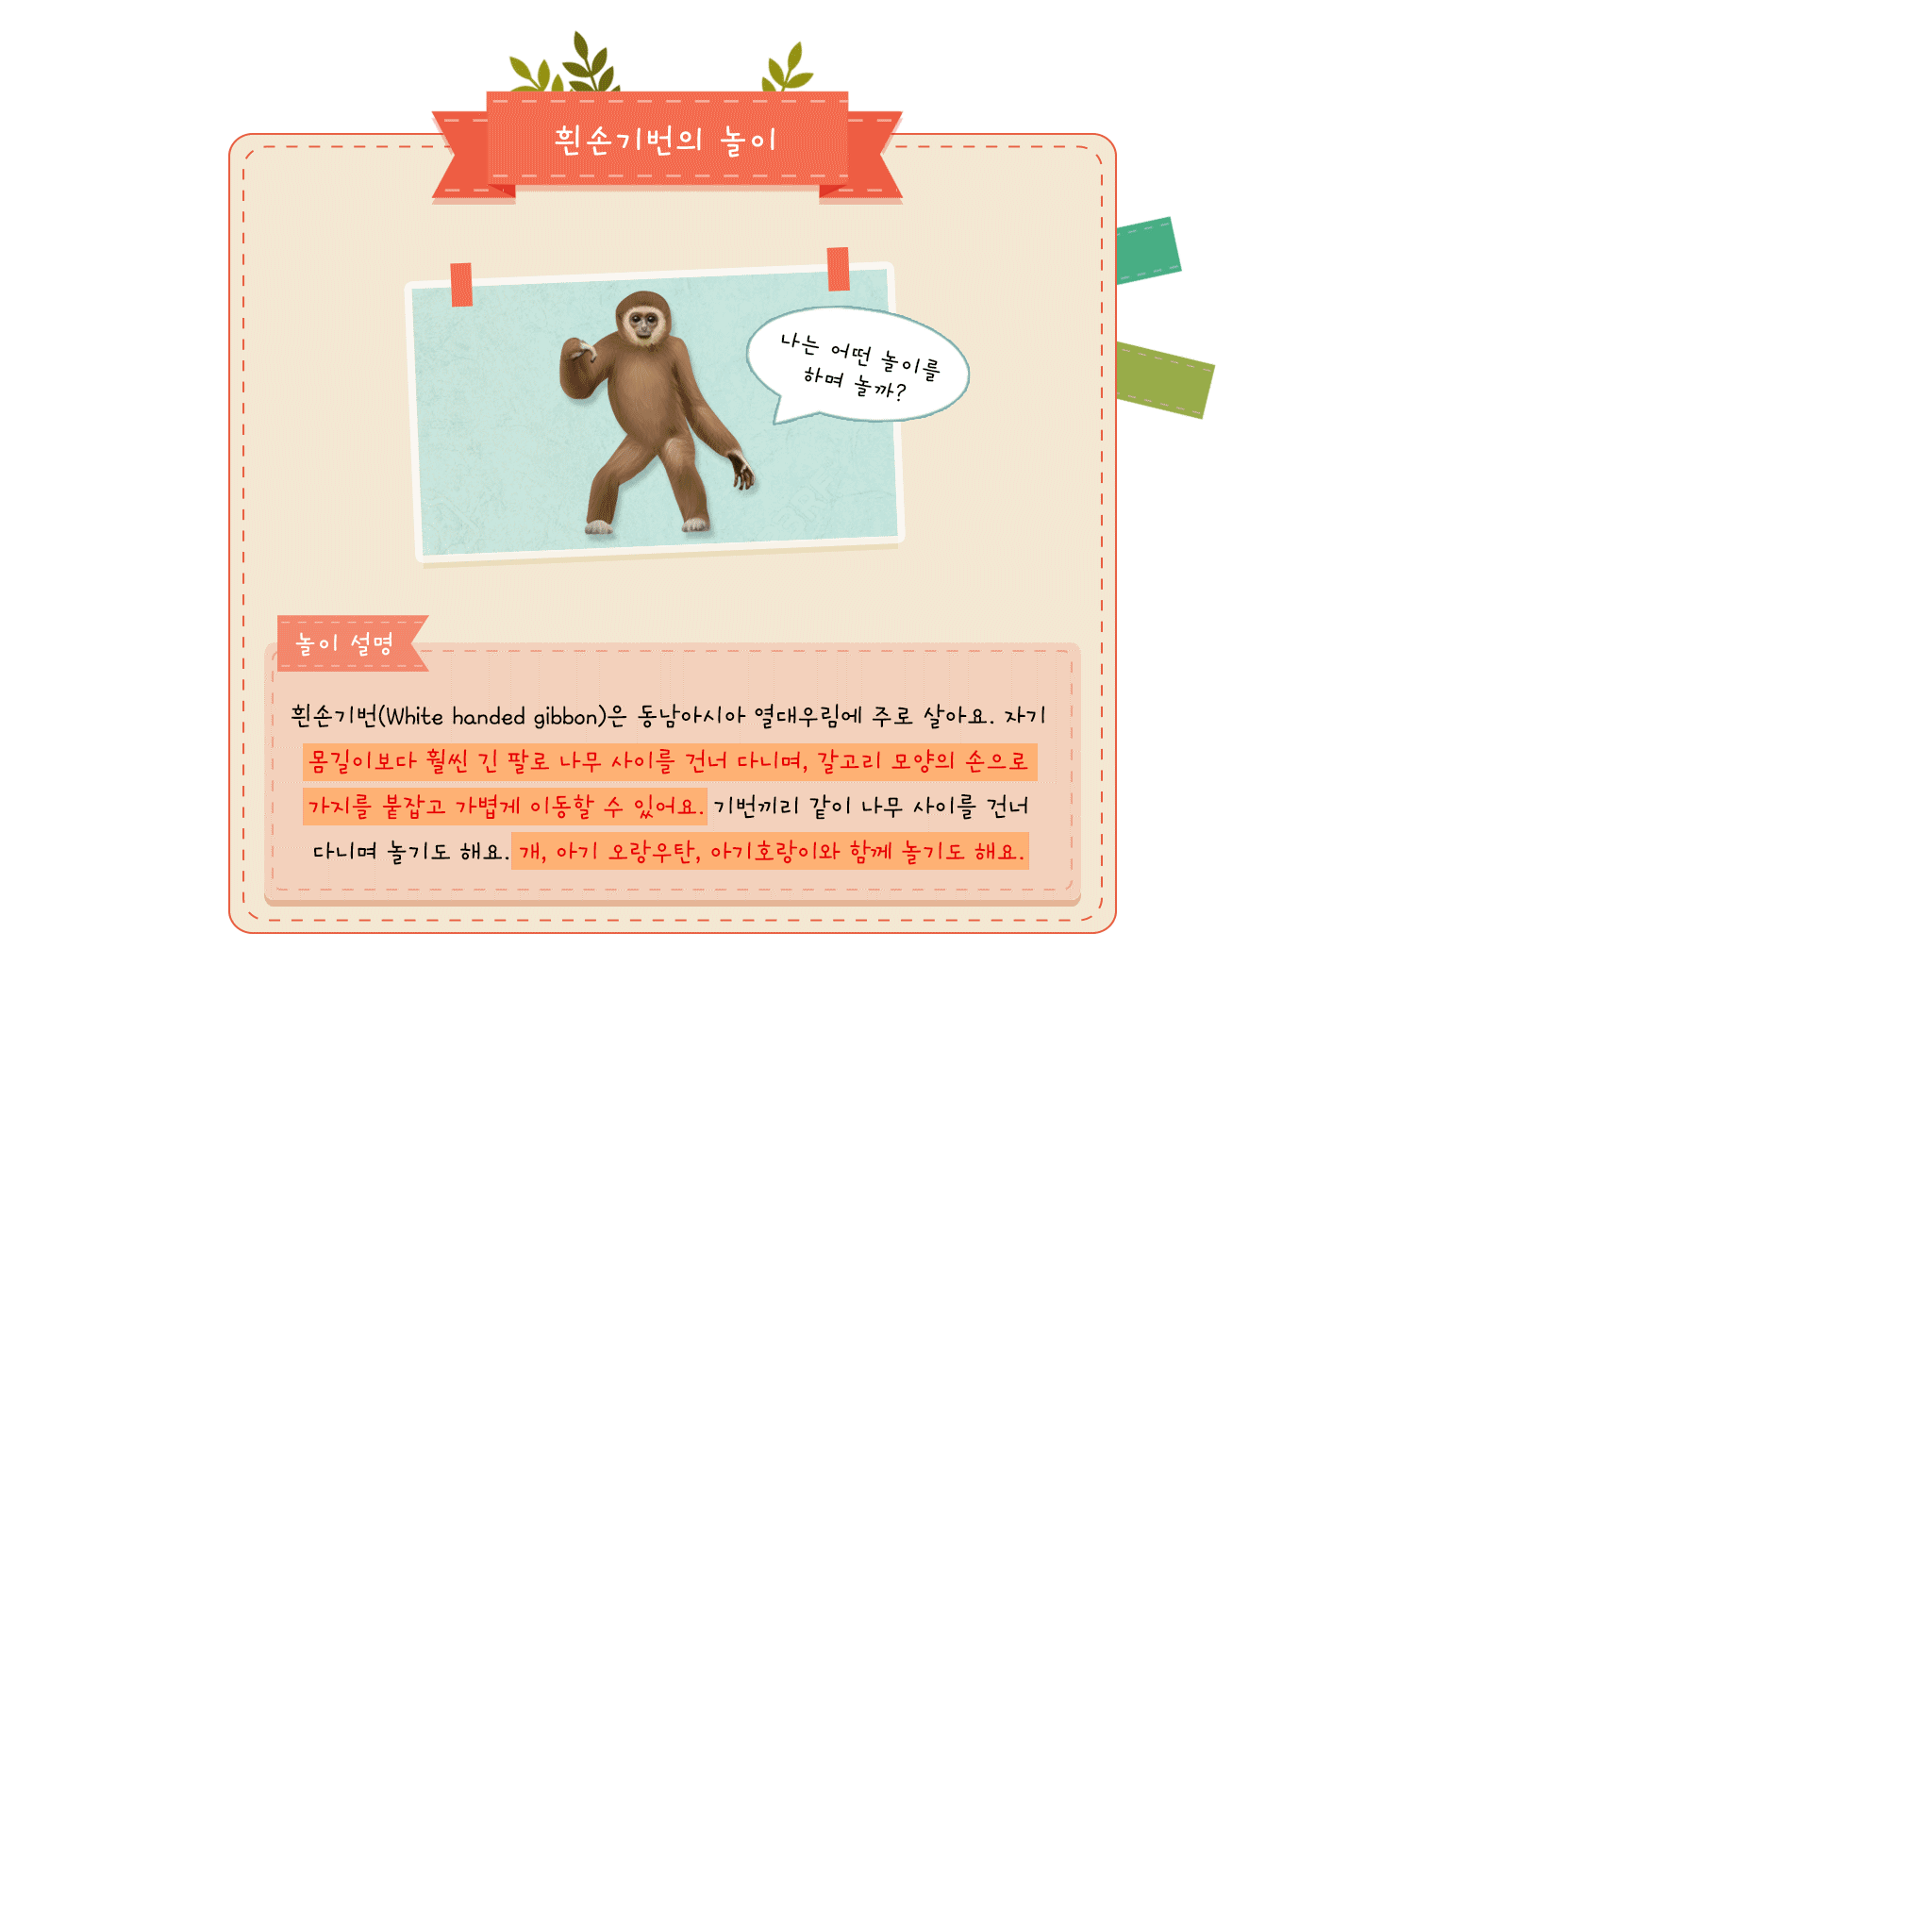 흰손기번의 놀이
나는 어떤 놀이를
하며 놀까?
놀이 설명
흰손기번(White handed gibbon)은 동남아시아 열대우림에 주로 살아요. 자기
몸길이보다 훨씬 긴 팔로 나무 사이를 건너 다니며, 갈고리 모양의 손으로
가지를 붙잡고 가볍게 이동할 수 있어요. 기번끼리 같이 나무 사이를 건너
다니며 놀기도 해요. 개, 아기 오랑우탄, 아기호랑이와 함께 놀기도 해요.